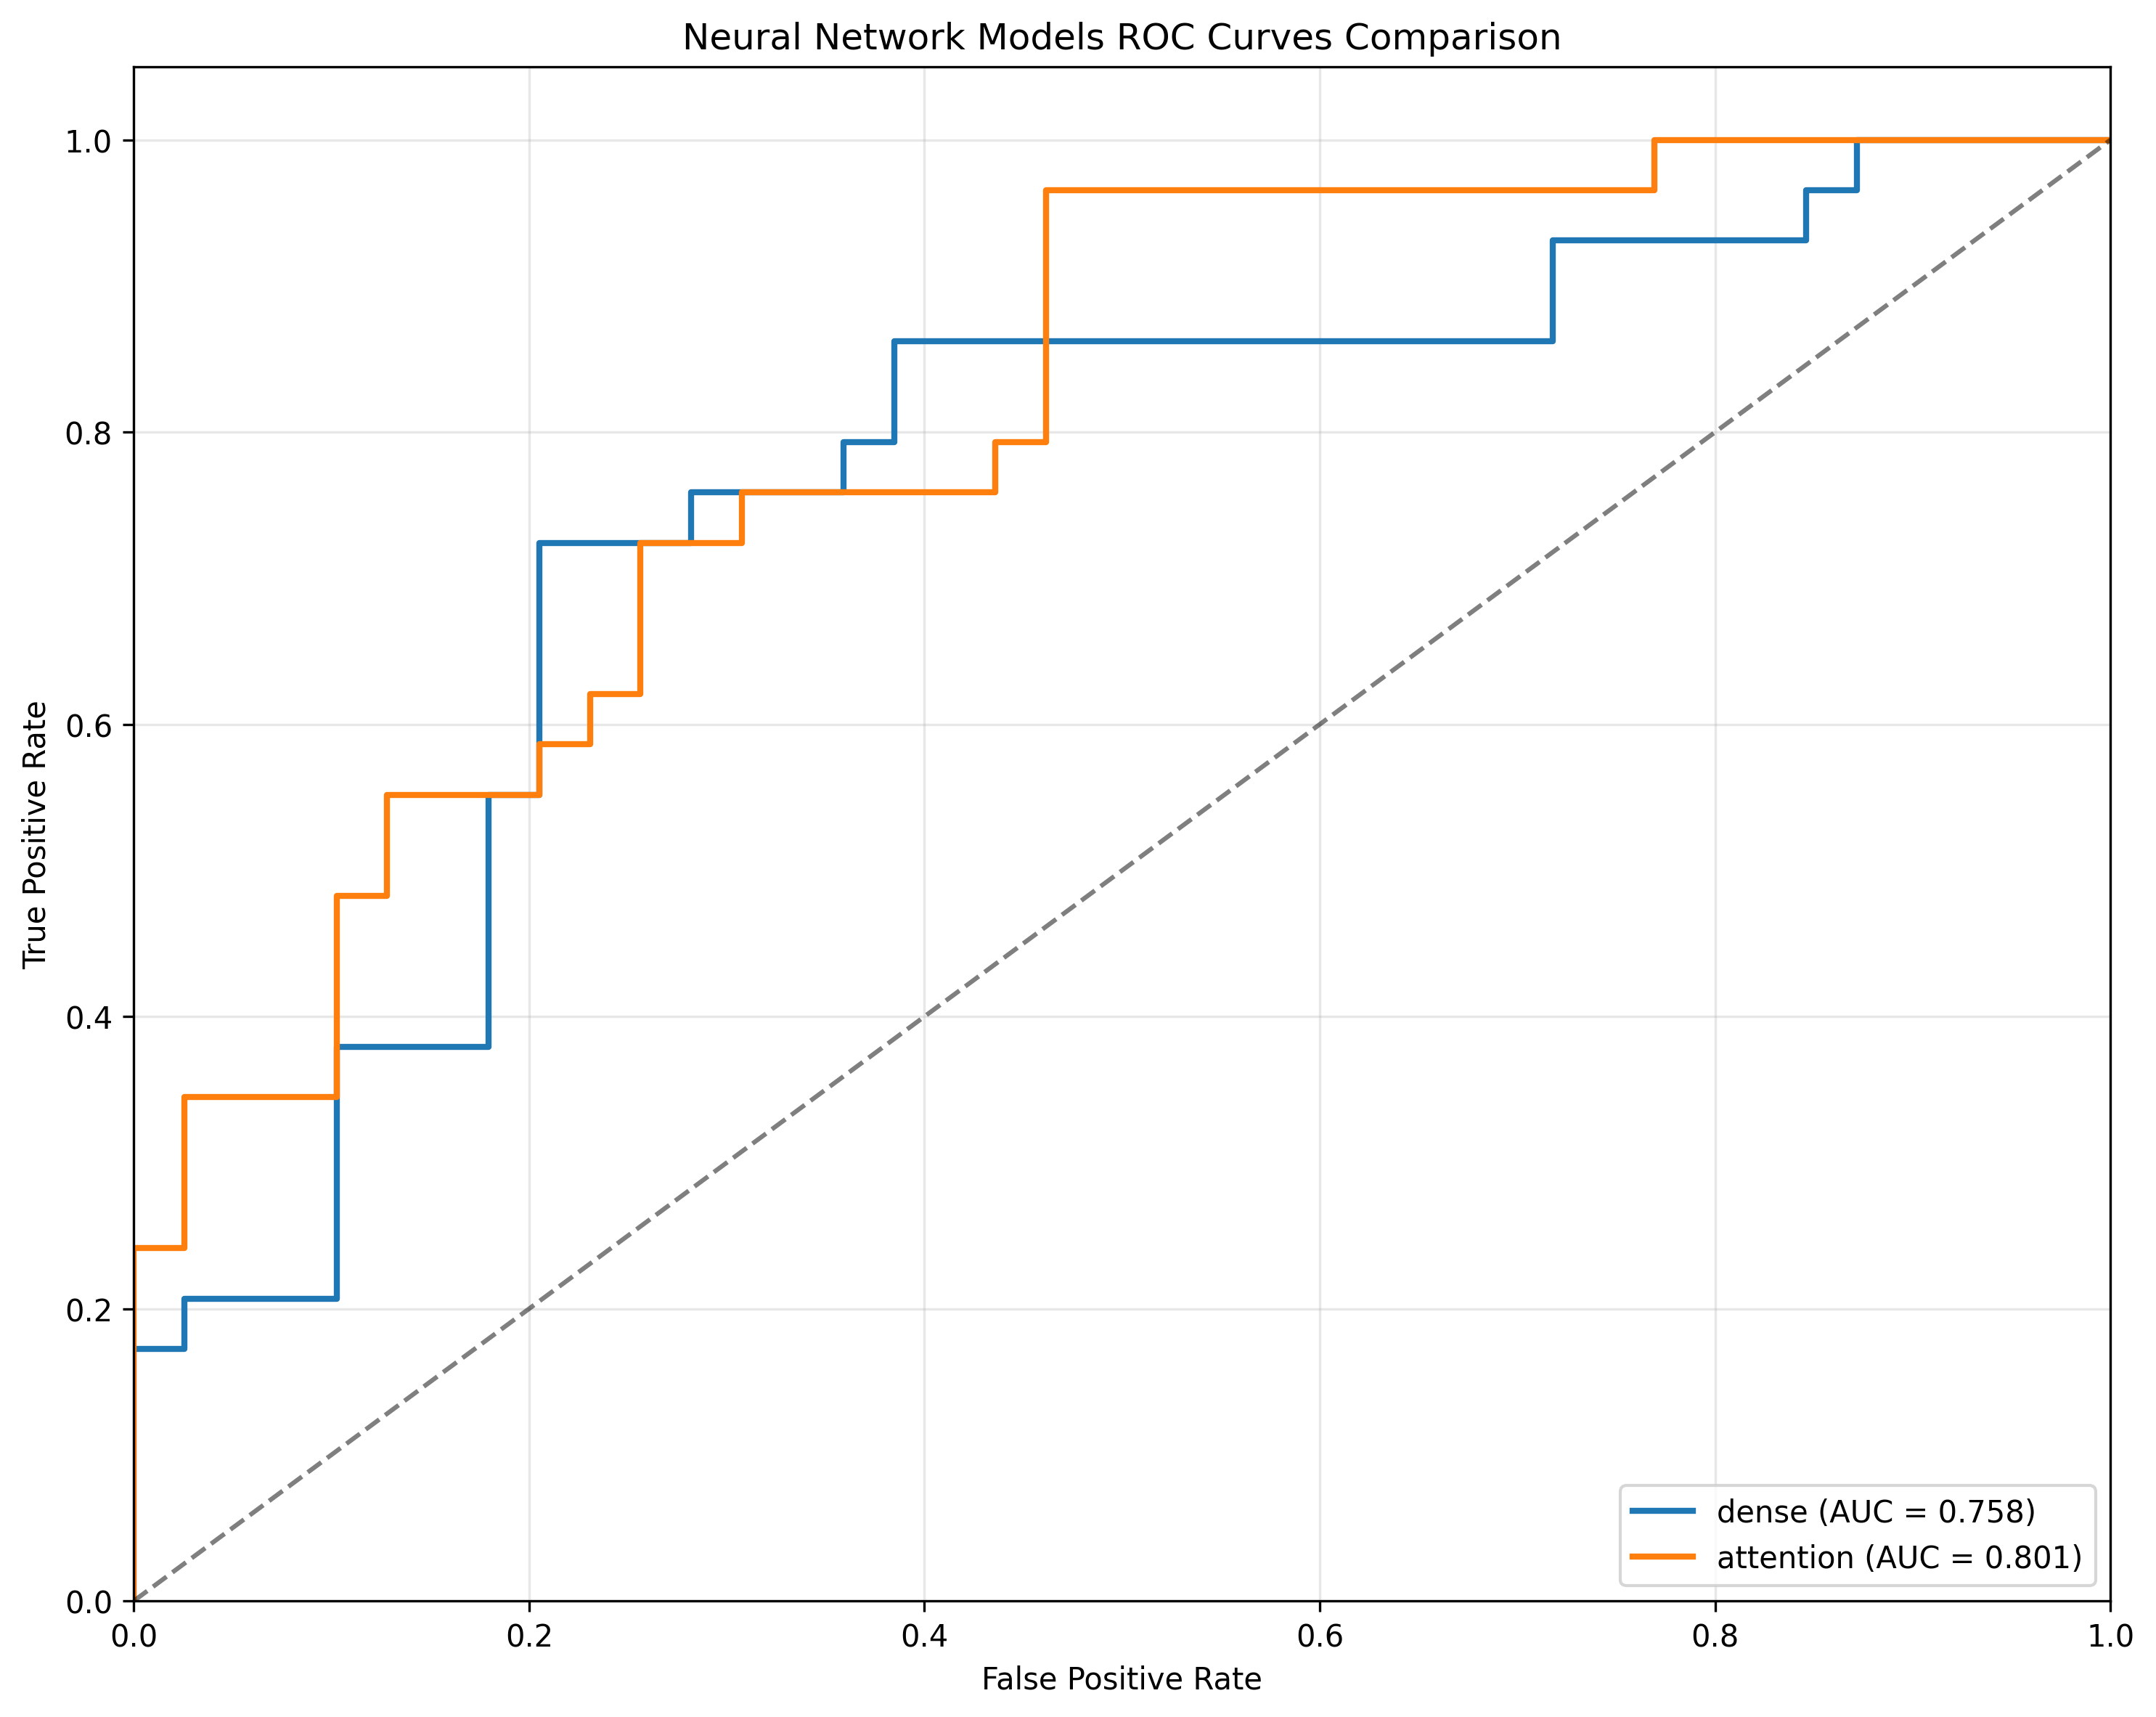 Neural Network Models ROC Curves Comparison
True Positive Rate
1.0
0.8
0.6
0.4
0.2
0.0
0.0 0.2 0.4 0.6 0.8 1.0
False Positive Rate
dense (AUC = 0.758)
attention (AUC = 0.801)